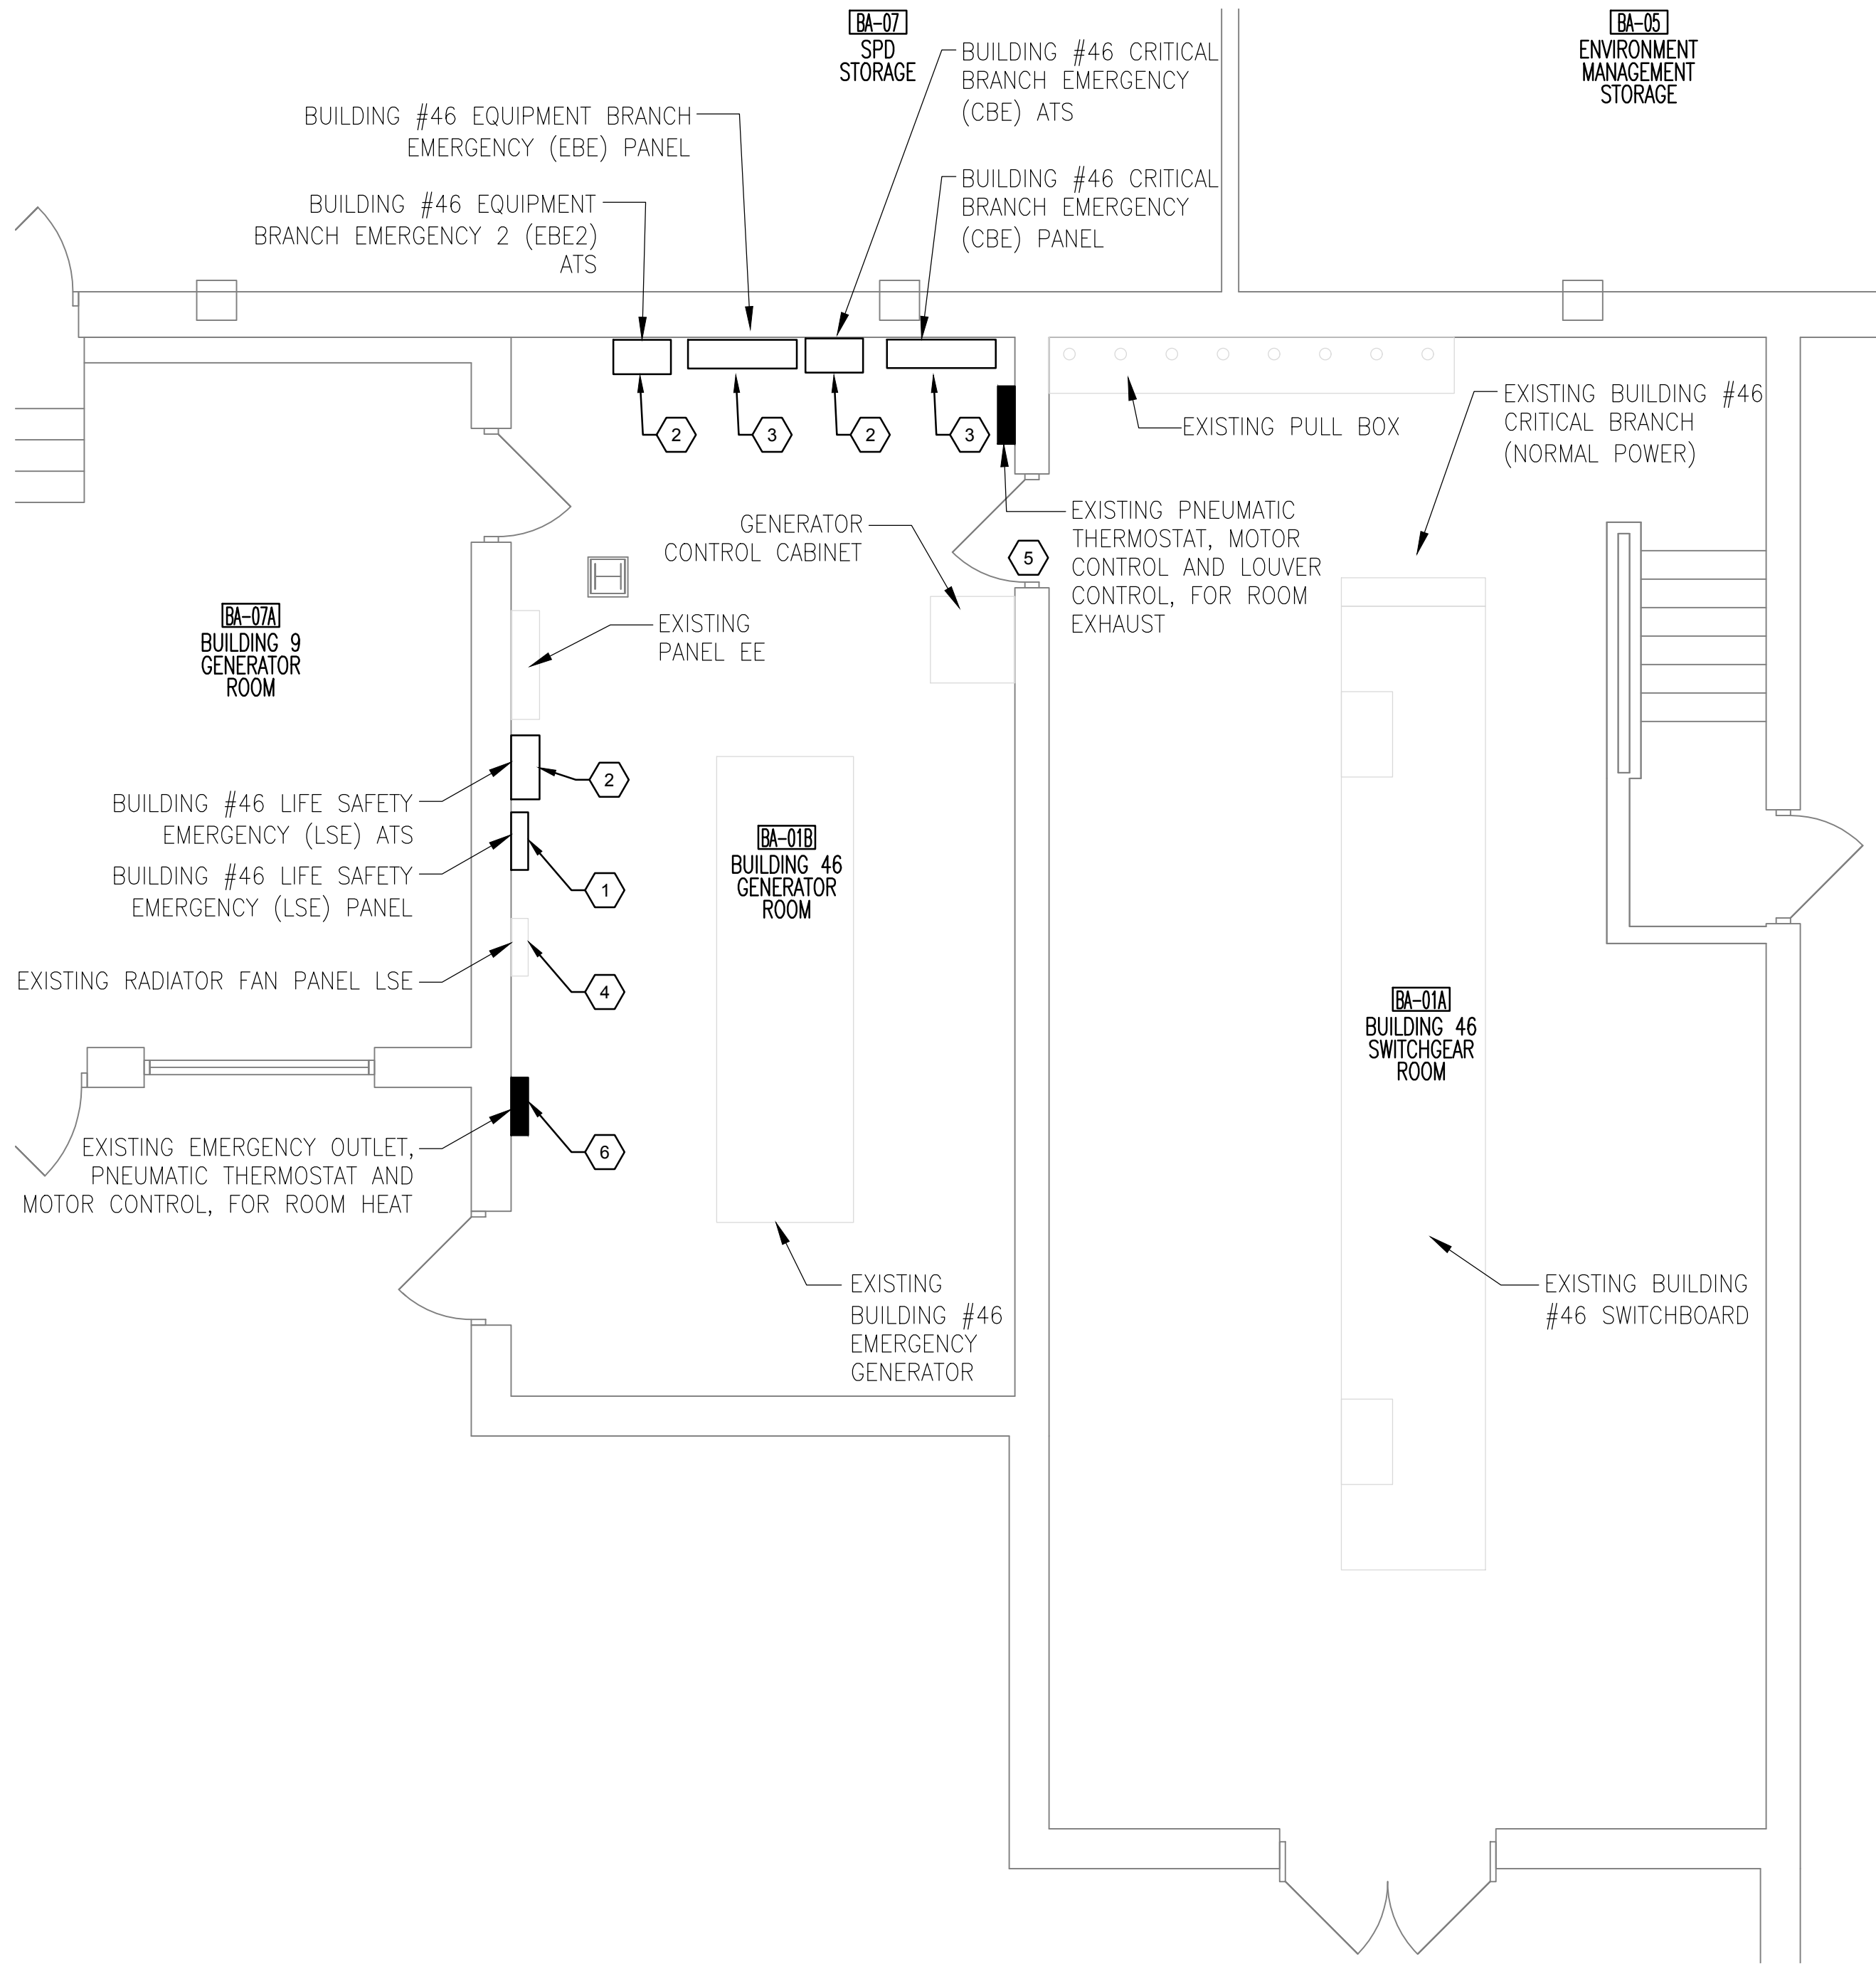 BA-07
SPD
STORAGE
BA-05
ENVIRONMENT
MANAGEMENT
STORAGE
BUILDING #46 CRITICAL
BRANCH EMERGENCY
(CBE) ATS
BUILDING #46 EQUIPMENT BRANCH
EMERGENCY (EBE) PANEL
BUILDING #46 CRITICAL
BRANCH EMERGENCY
(CBE) PANEL
BUILDING #46 EQUIPMENT
BRANCH EMERGENCY 2 (EBE2)
ATS
2
3
2
3
EXISTING PULL BOX
EXISTING BUILDING #46
CRITICAL BRANCH
(NORMAL POWER)
GENERATOR
CONTROL CABINET
5
EXISTING PNEUMATIC
THERMOSTAT, MOTOR
CONTROL AND LOUVER
CONTROL, FOR ROOM
EXHAUST
BA-07A
BUILDING 9
GENERATOR
ROOM
EXISTING
PANEL EE
BUILDING #46 LIFE SAFETY
EMERGENCY (LSE) ATS
2
BUILDING #46 LIFE SAFETY
EMERGENCY (LSE) PANEL
1
BA-01B
BUILDING 46
GENERATOR
ROOM
EXISTING RADIATOR FAN PANEL LSE
4
BA-01A
BUILDING 46
SWITCHGEAR
ROOM
EXISTING EMERGENCY OUTLET,
PNEUMATIC THERMOSTAT AND
MOTOR CONTROL, FOR ROOM HEAT
6
EXISTING
BUILDING #46
EMERGENCY
GENERATOR
EXISTING BUILDING
#46 SWITCHBOARD